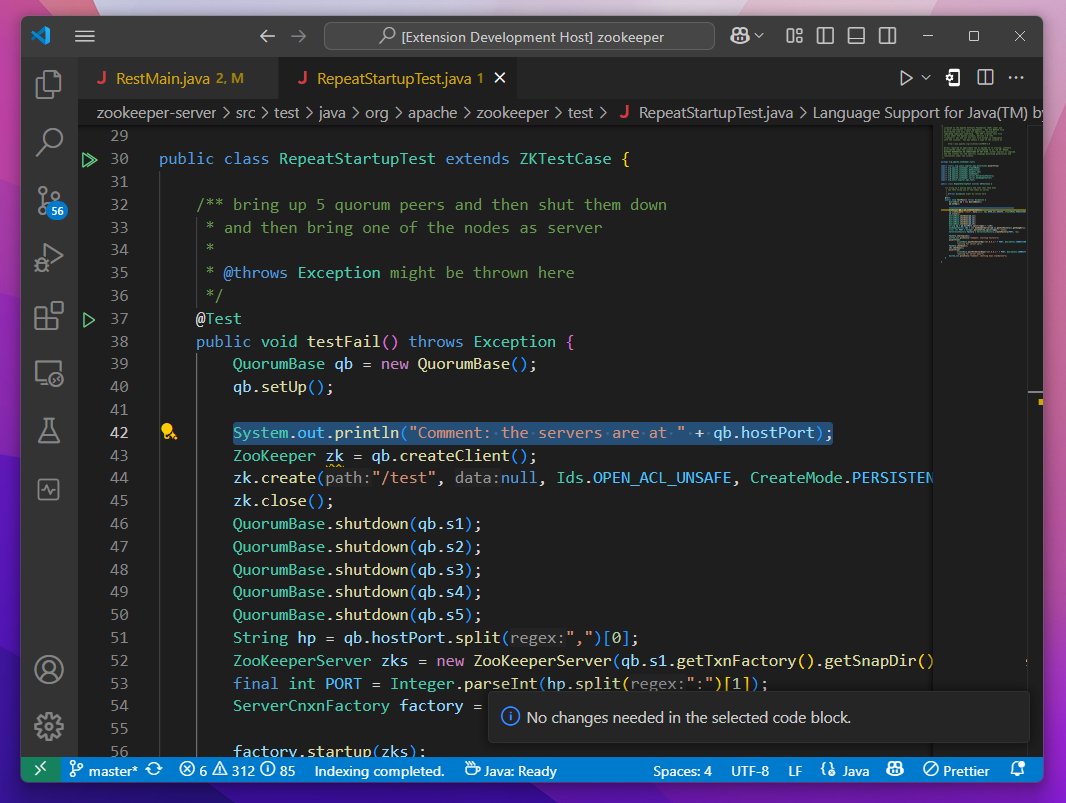 [Extension Development Host] zookeeper
J RestMain.java 2, M
J RepeatStartupTest.java 1
zookeeper-server > src > test > java > org > apache > zookeeper > test > J RepeatStartupTest.java > Language Support for Java(TM) by
29
30 public class RepeatStartupTest extends ZKTestCase {
31
32 /** bring up 5 quorum peers and then shut them down
33 * and then bring one of the nodes as server
34 *
35 * @throws Exception might be thrown here
36 */
37 @Test
38 public void testFail() throws Exception {
39 QuorumBase qb = new QuorumBase();
40 qb.setUp();
41
42 System.out.println("Comment: the servers are at " + qb.hostPort);
43 ZooKeeper zk = qb.createClient();
44 zk.create(path:"/test", data:null, Ids.OPEN_ACL_UNSAFE, CreateMode.PERSISTEN
45 zk.close();
46 QuorumBase.shutdown(qb.s1);
47 QuorumBase.shutdown(qb.s2);
48 QuorumBase.shutdown(qb.s3);
49 QuorumBase.shutdown(qb.s4);
50 QuorumBase.shutdown(qb.s5);
51 String hp = qb.hostPort.split(regex:",")[0];
52 ZooKeeperServer zks = new ZooKeeperServer(qb.s1.getTxnFactory().getSnapDir()
53 final int PORT = Integer.parseInt(hp.split(regex:":")[1]);
54 ServerCnxnFactory factory =
55
56 factory.startup(zks);
56
No changes needed in the selected code block.
master* 6 312 85 Indexing completed. Java: Ready Spaces: 4 UTF-8 LF Java Prettier